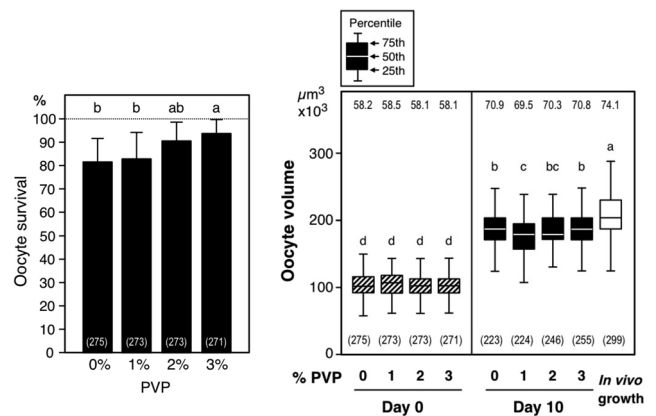 Percentile
75th
50th
25th
%
b b ab a
100
90
80
70
60
50
40
30
20
10
0
Oocyte survival
(275) (273) (273) (271)
0% 1% 2% 3%
PVP
µm³
x10³
58.2 58.5 58.1 58.1 70.9 69.5 70.3 70.8 74.1
300
200
100
0
Oocyte volume
d d d d b c bc b a
(275) (273) (273) (271) (223) (224) (246) (255) (299)
% PVP 0 1 2 3 0 1 2 3 In vivo
growth
Day 0 Day 10